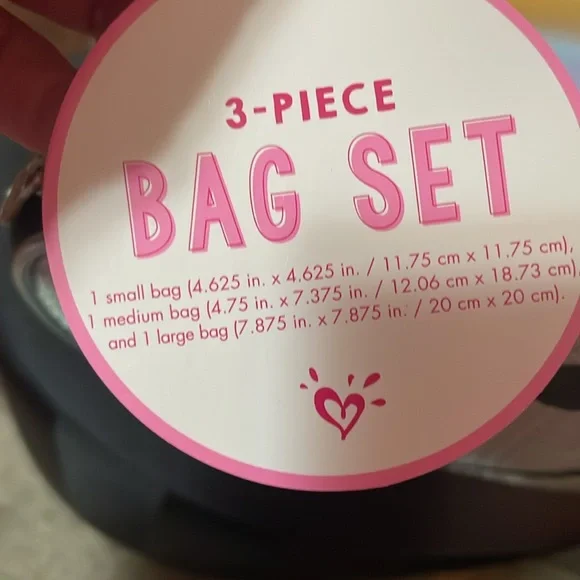 3-PIECE
BAG SET
1 small bag (4.625 in. x 4.625 in. / 11.75 cm x 11.75 cm),
1 medium bag (4.75 in. x 7.375 in. / 12.06 cm x 18.73 cm)
and 1 large bag (7.875 in. x 7.875 in. / 20 cm x 20 cm).